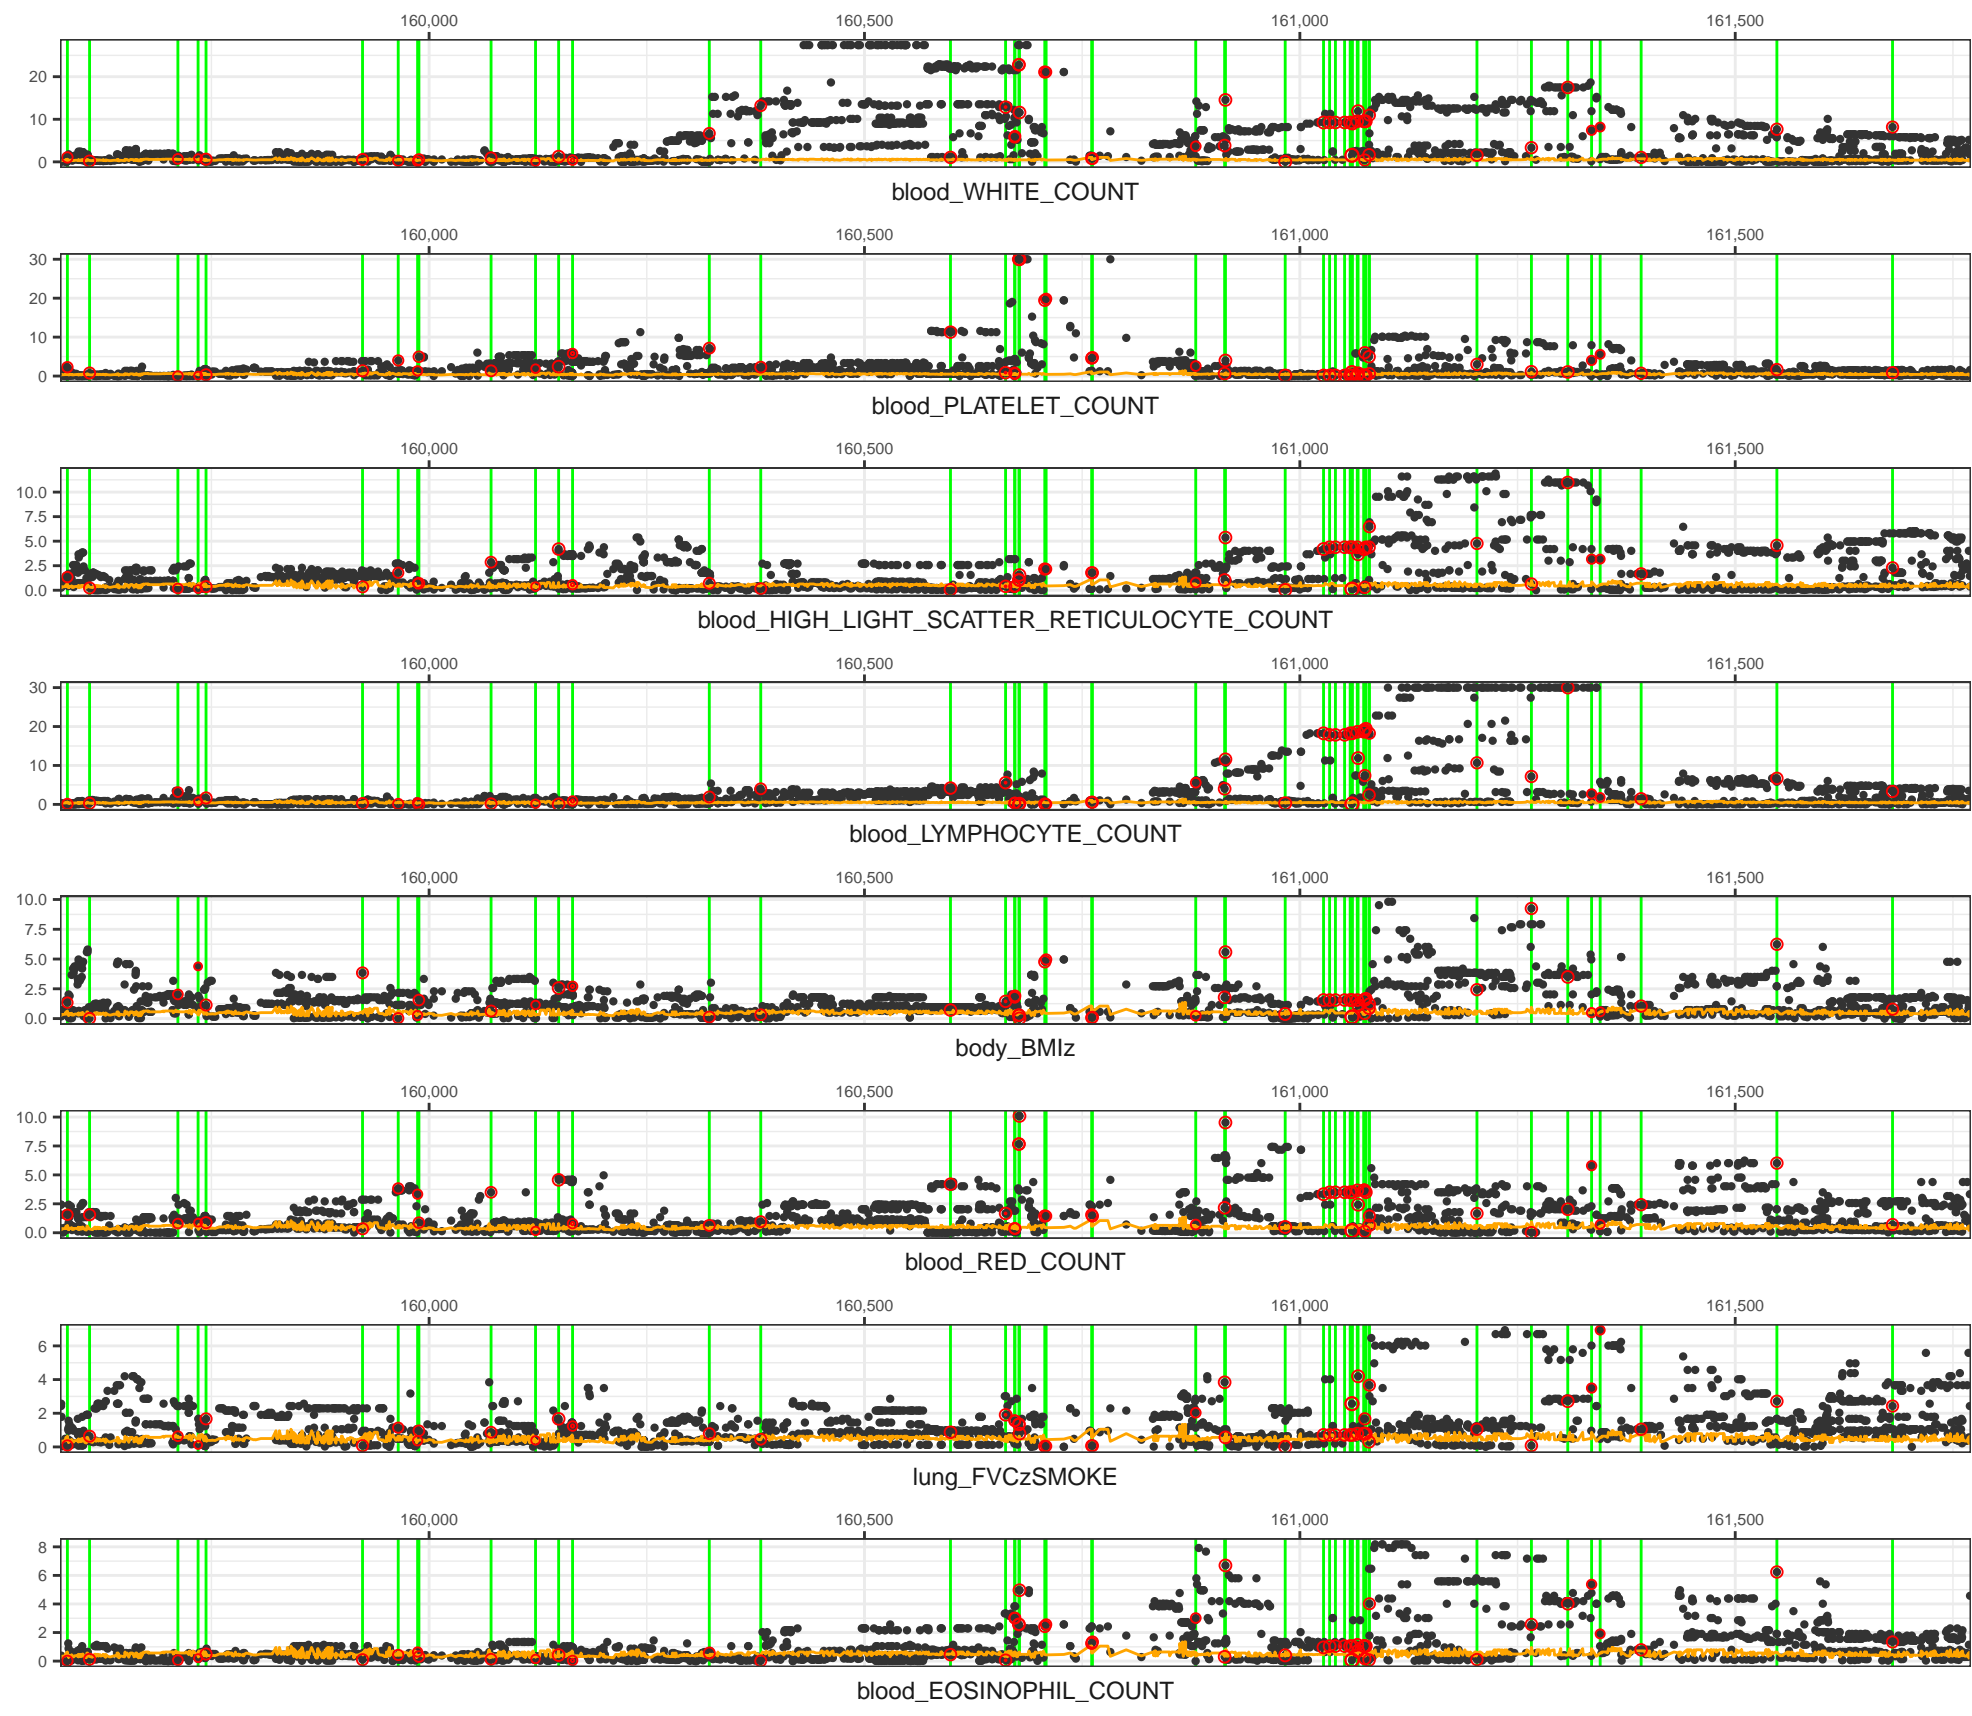 160,000 160,500 161,000 161,500
20
10
0
blood_WHITE_COUNT
160,000 160,500 161,000 161,500
30
20
10
0
blood_PLATELET_COUNT
160,000 160,500 161,000 161,500
10.0
7.5
5.0
2.5
0.0
blood_HIGH_LIGHT_SCATTER_RETICULOCYTE_COUNT
160,000 160,500 161,000 161,500
30
20
10
0
blood_LYMPHOCYTE_COUNT
160,000 160,500 161,000 161,500
10.0
7.5
5.0
2.5
0.0
body_BMIz
160,000 160,500 161,000 161,500
10.0
7.5
5.0
2.5
0.0
blood_RED_COUNT
160,000 160,500 161,000 161,500
6
4
2
0
lung_FVCzSMOKE
160,000 160,500 161,000 161,500
8
6
4
2
0
blood_EOSINOPHIL_COUNT